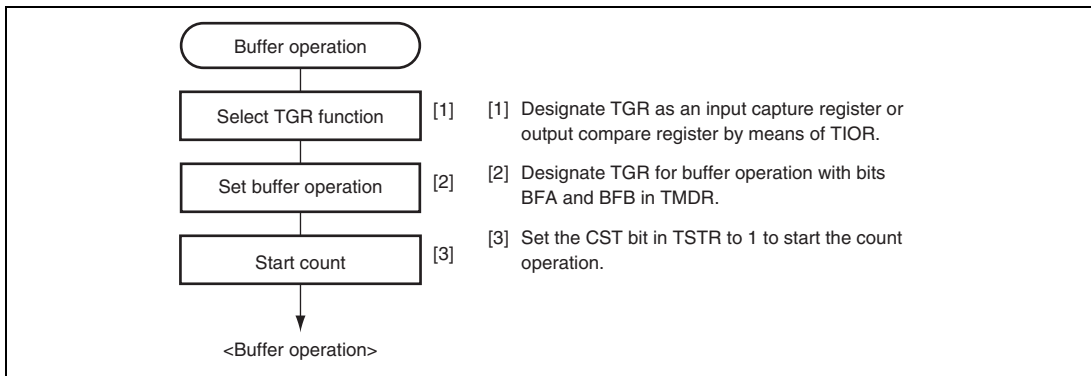 Buffer operation
Select TGR function [1]
Set buffer operation [2]
Start count [3]
<Buffer operation>
[1] Designate TGR as an input capture register or
output compare register by means of TIOR.
[2] Designate TGR for buffer operation with bits
BFA and BFB in TMDR.
[3] Set the CST bit in TSTR to 1 to start the count
operation.